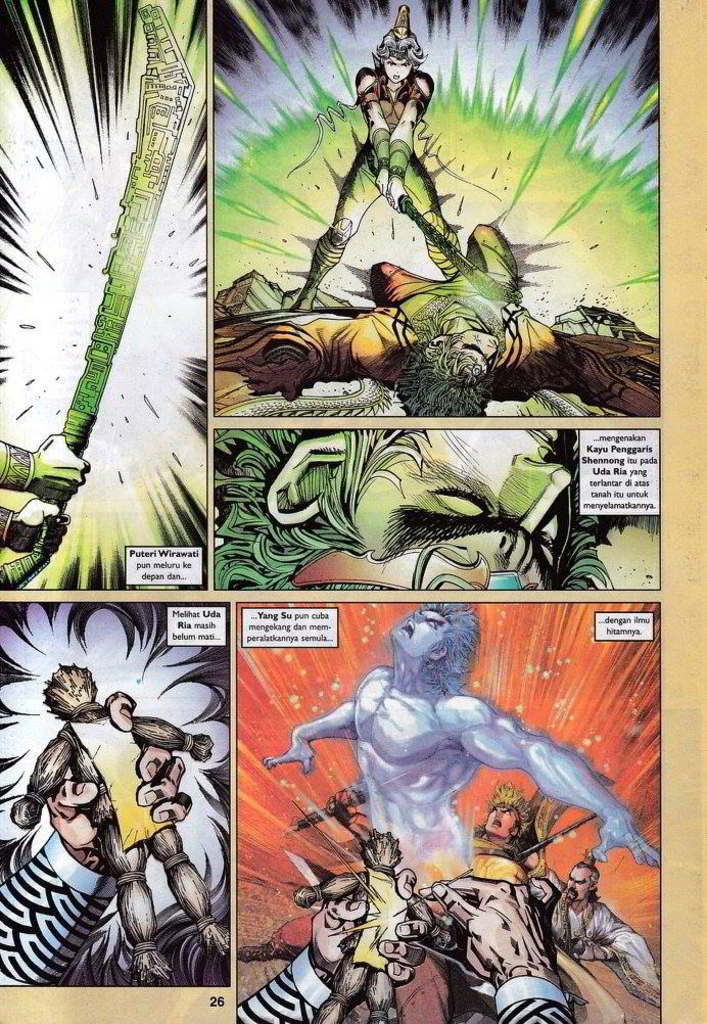 Puteri Wirawati
pun meluru ke
depan dan...
...mengenakan
Kayu Penggaris
Shennong itu pada
Uda Ria yang
terlantar di atas
tanah itu untuk
menyelamatkannya.
Melihat Uda
Ria masih
belum mati...
...Yang Su pun cuba
mengekang dan mem-
peralatkannya semula...
...dengan ilmu
hitamnya.
26